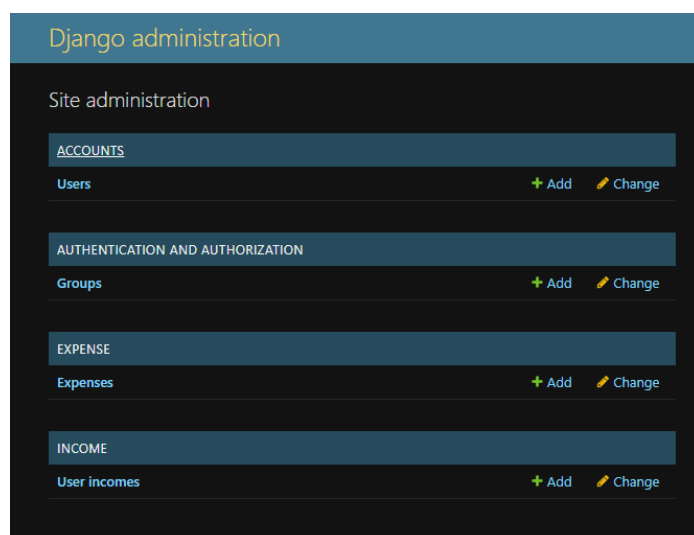 Django administration
Site administration
ACCOUNTS
Users + Add Change
AUTHENTICATION AND AUTHORIZATION
Groups + Add Change
EXPENSE
Expenses + Add Change
INCOME
User incomes + Add Change